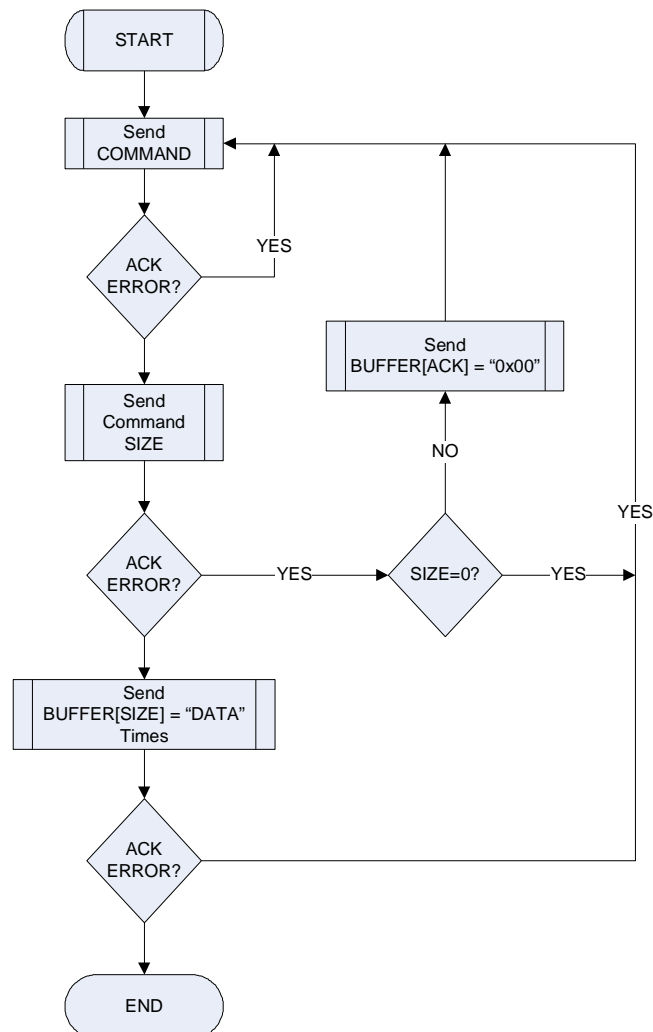 START
Send
COMMAND
YES
ACK
ERROR?
Send
BUFFER[ACK] = “0x00”
Send
Command
SIZE
NO
YES
ACK
ERROR?
YES
SIZE=0?
YES
Send
BUFFER[SIZE] = “DATA”
Times
ACK
ERROR?
END